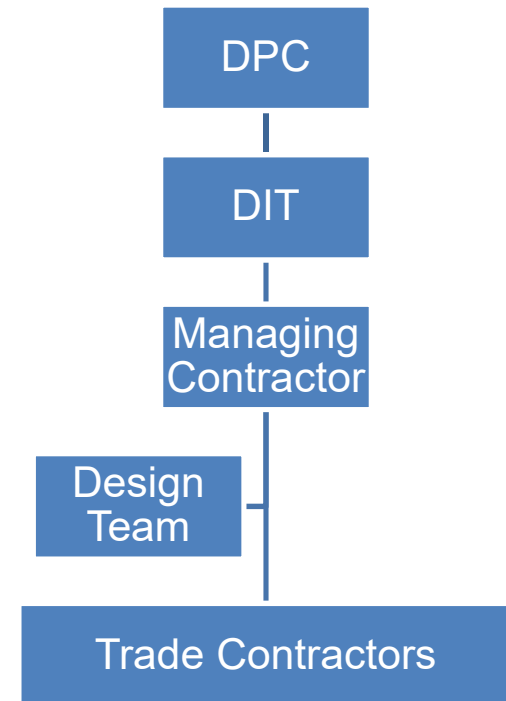 DPC
DIT
Managing
Contractor
Design
Team
Trade Contractors